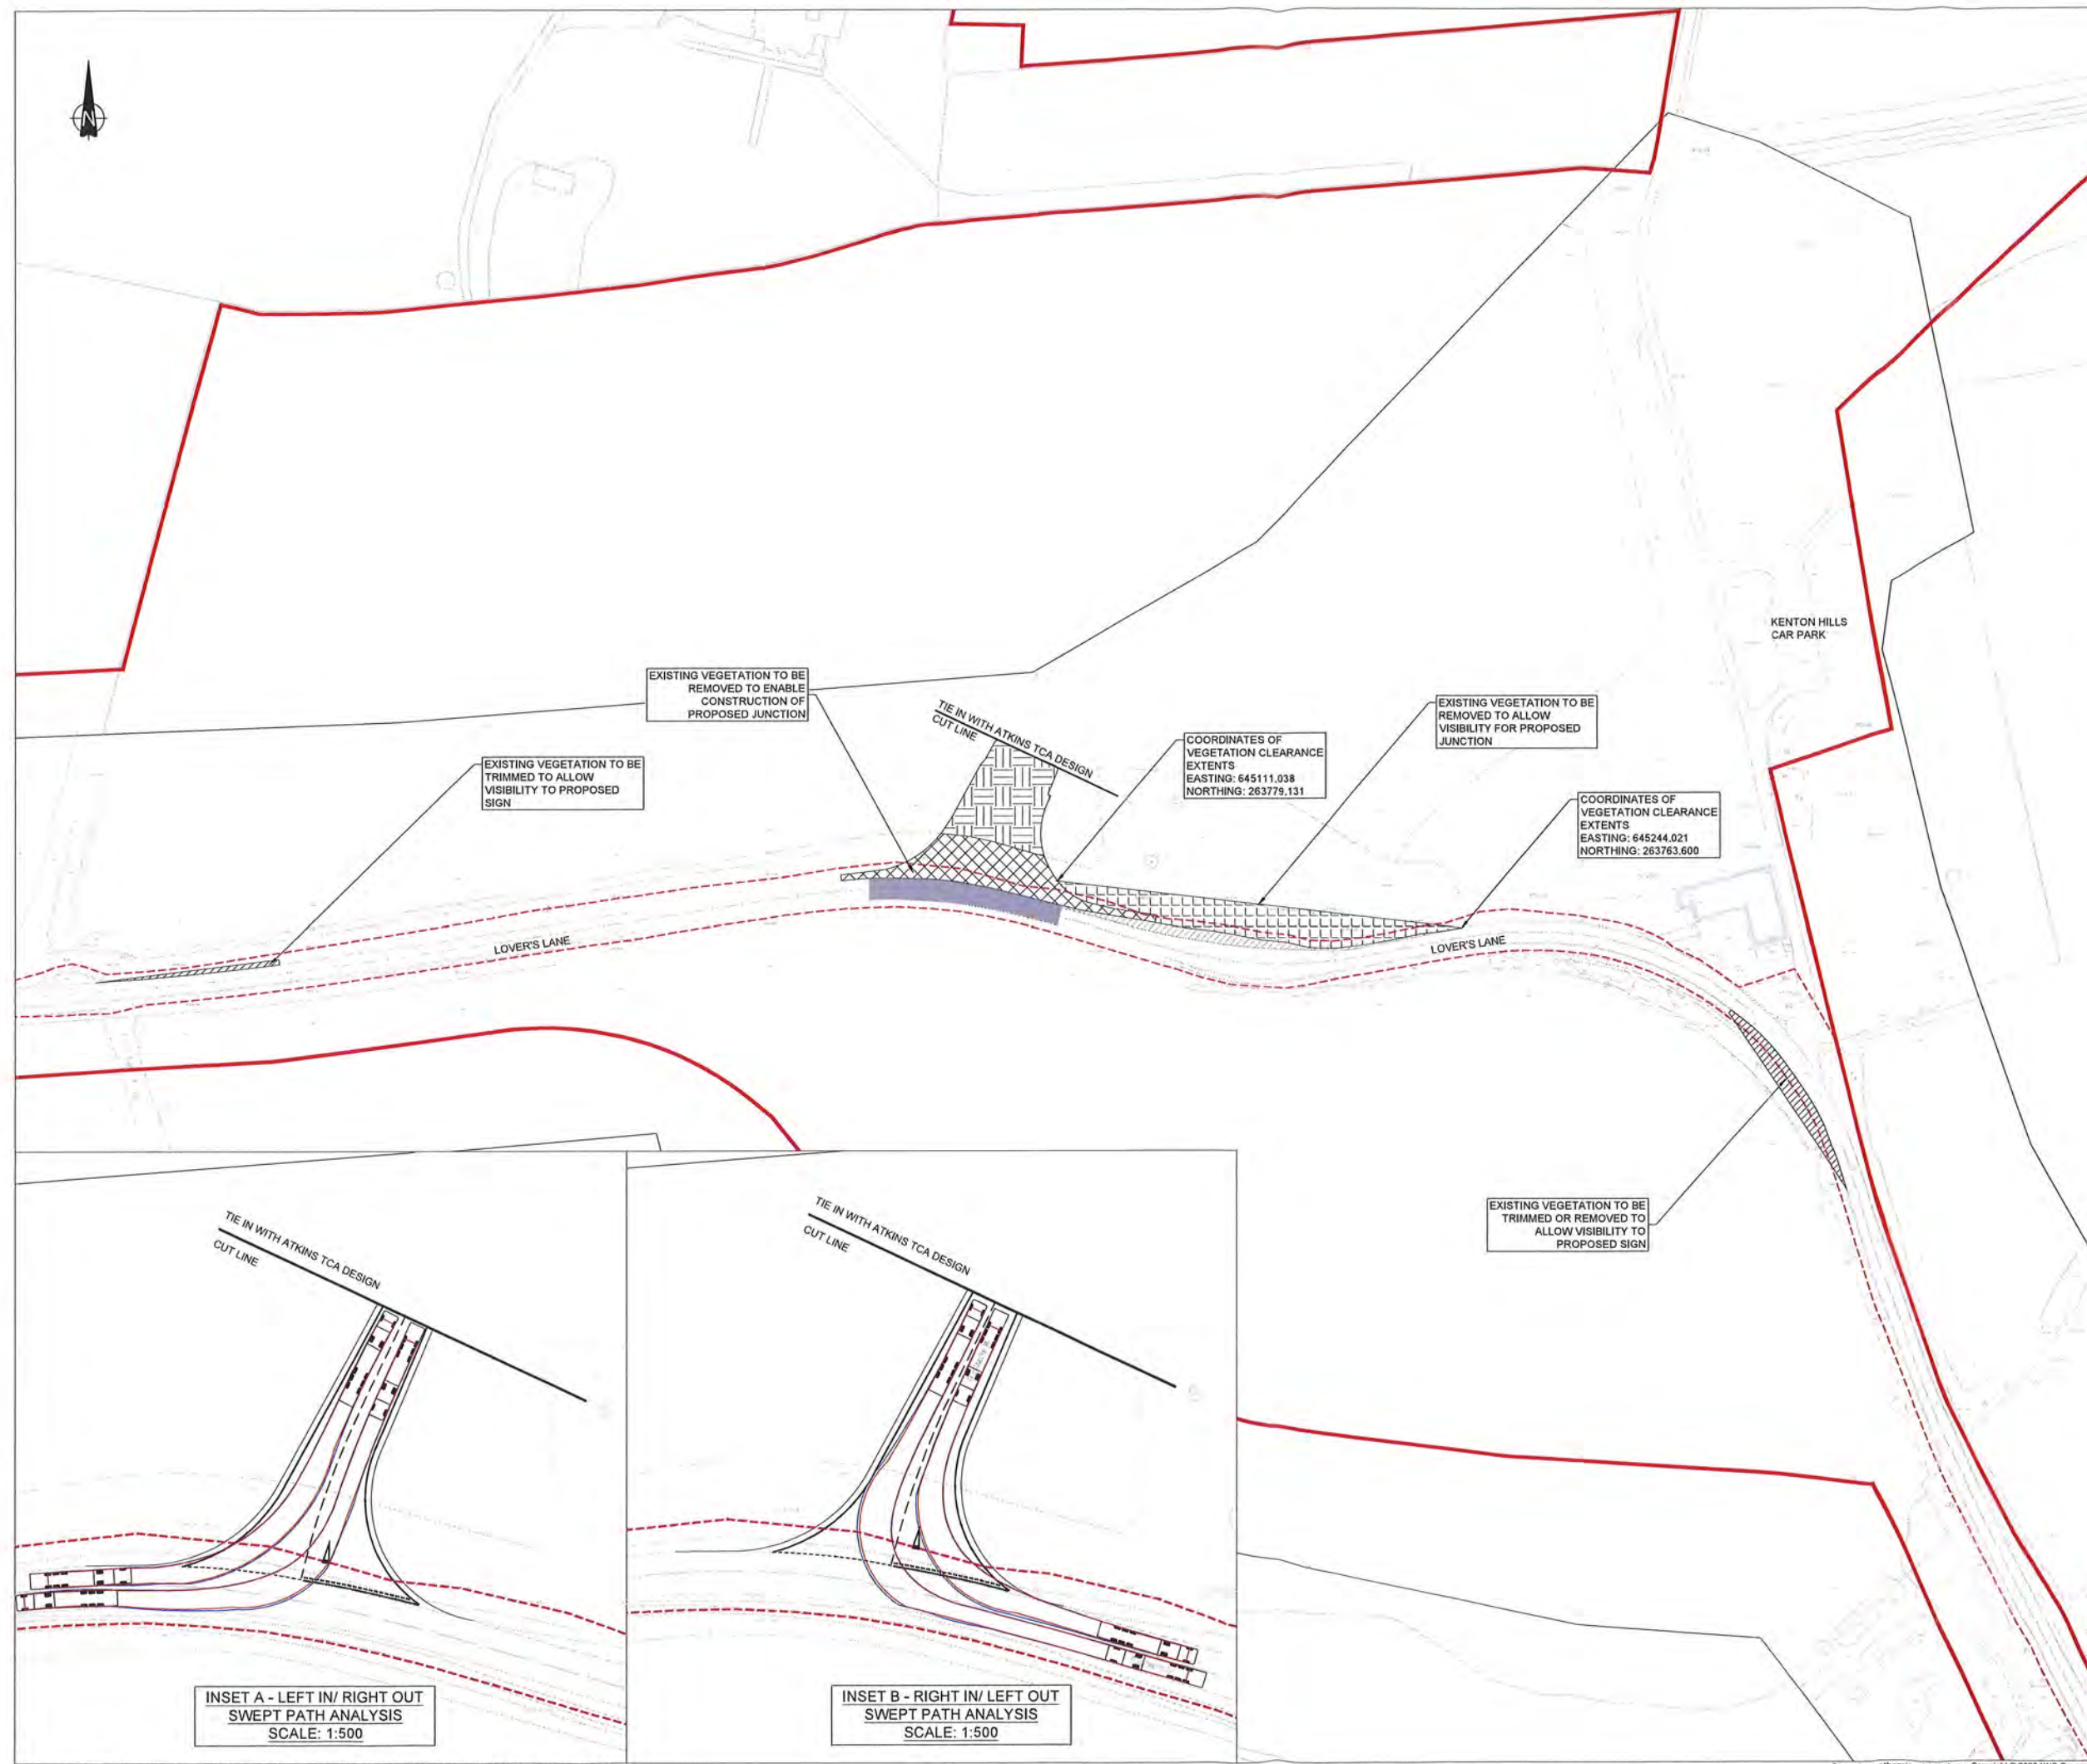 N
KENTON HILLS
CAR PARK
EXISTING VEGETATION TO BE
REMOVED TO ENABLE
CONSTRUCTION OF
PROPOSED JUNCTION
TIE IN WITH ATKINS TCA DESIGN
CUT LINE
EXISTING VEGETATION TO BE
REMOVED TO ALLOW
VISIBILITY FOR PROPOSED
JUNCTION
COORDINATES OF
VEGETATION CLEARANCE
EXTENTS
EASTING: 645111.038
NORTHING: 263779.131
EXISTING VEGETATION TO BE
TRIMMED TO ALLOW
VISIBILITY TO PROPOSED
SIGN
COORDINATES OF
VEGETATION CLEARANCE
EXTENTS
EASTING: 645244.021
NORTHING: 263763.600
LOVER'S LANE
LOVER'S LANE
EXISTING VEGETATION TO BE
TRIMMED OR REMOVED TO
ALLOW VISIBILITY TO
PROPOSED SIGN
TIE IN WITH ATKINS TCA DESIGN
CUT LINE
INSET A - LEFT IN/ RIGHT OUT
SWEPT PATH ANALYSIS
SCALE: 1:500
TIE IN WITH ATKINS TCA DESIGN
CUT LINE
INSET B - RIGHT IN/ LEFT OUT
SWEPT PATH ANALYSIS
SCALE: 1:500